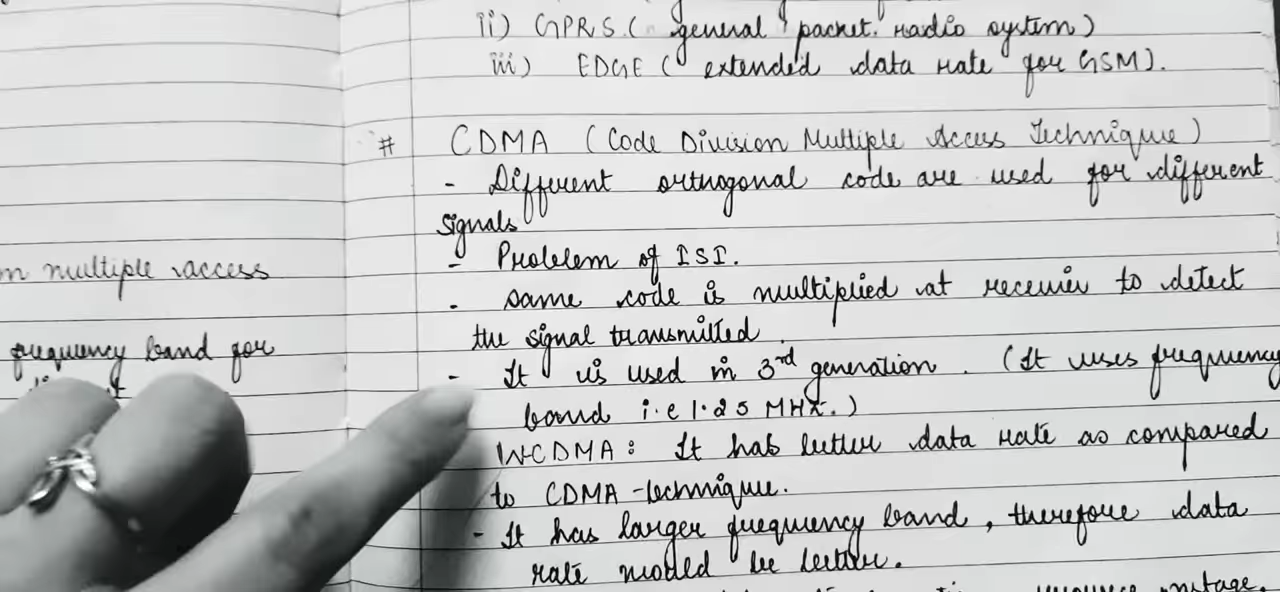 ii) GPRS ( general packet radio system)
iii) EDGE ( extended data rate for GSM).
# CDMA ( Code Division Multiple Access Technique)
- Different orthogonal code are used for different
signals
- Problem of ISI.
- same code is multiplied at receiver to detect
the signal transmitted.
- It is used in 3rd generation. (It uses frequency
band i.e 1.25 MHz.)
WCDMA: It has better data rate as compared
to CDMA technique.
- It has larger frequency band, therefore data
rate would be better.
multiple access
frequency band for